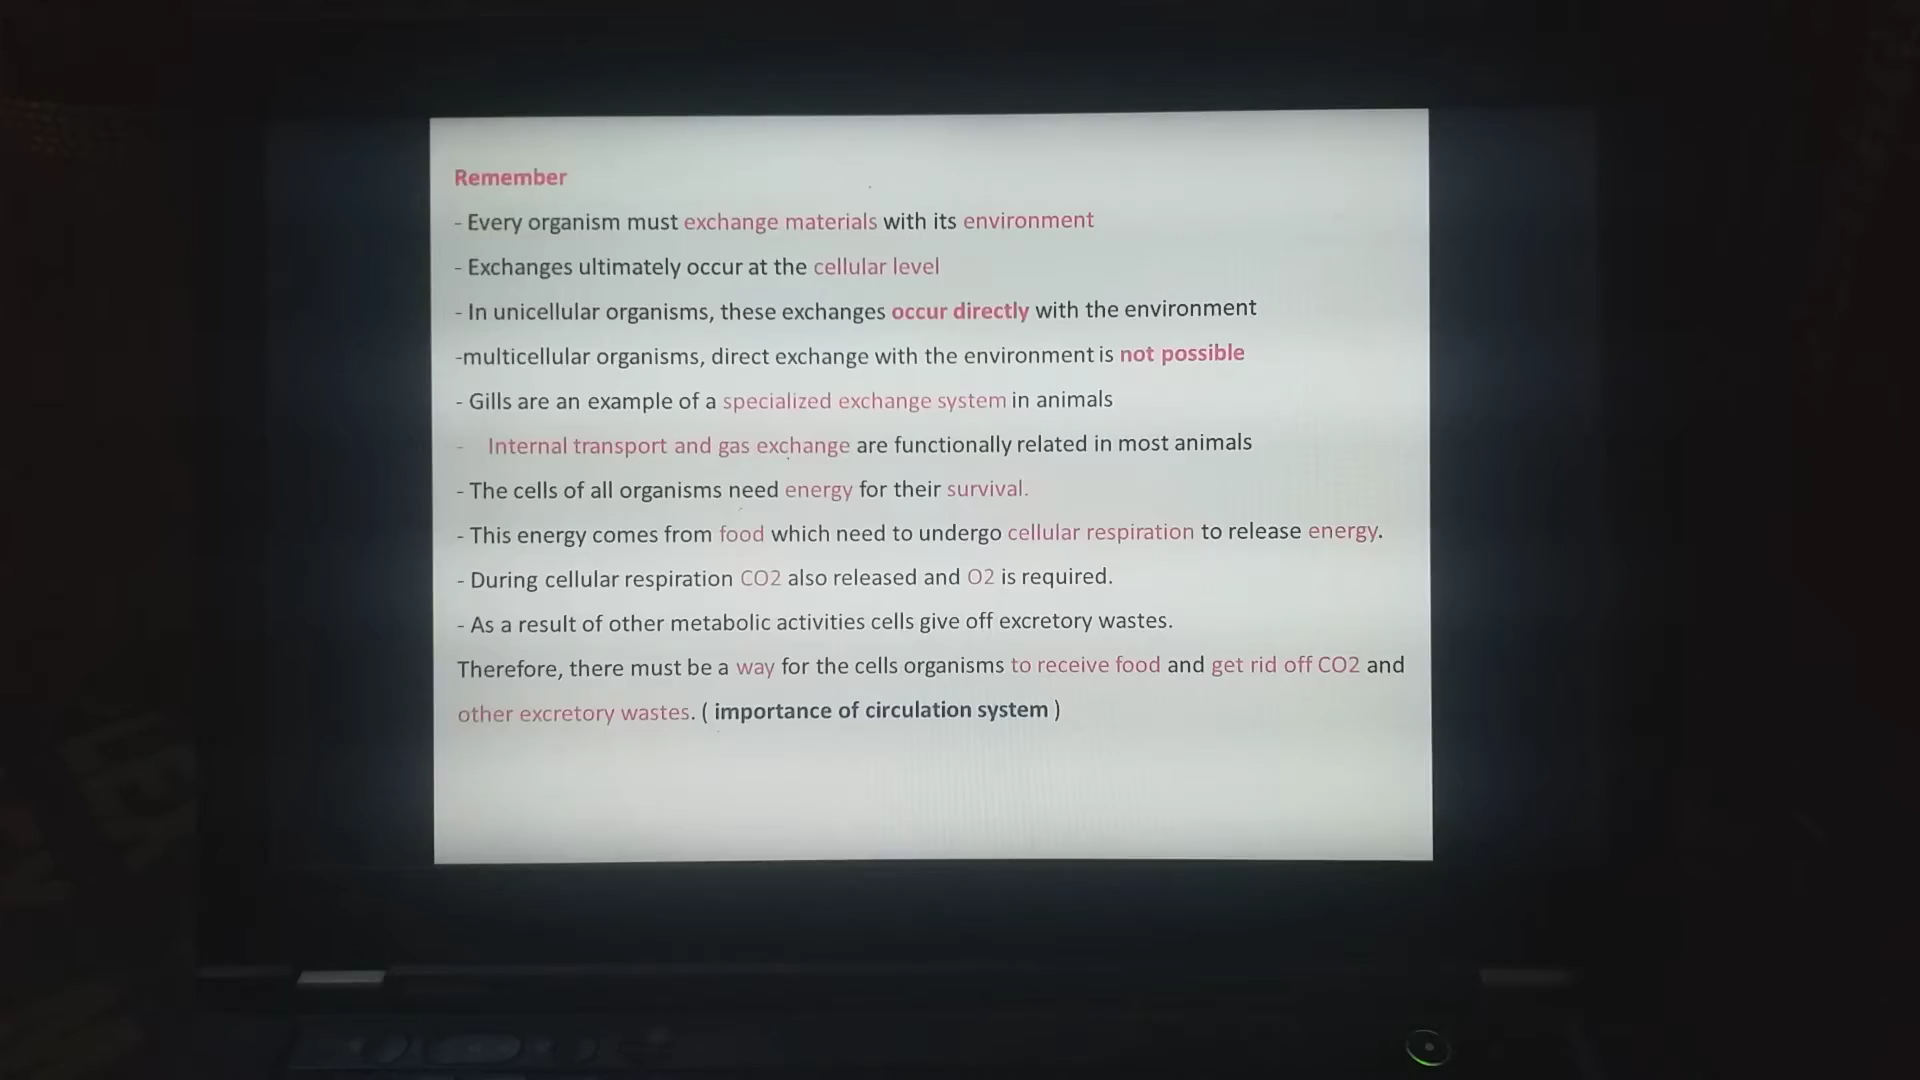 Remember
- Every organism must exchange materials with its environment
- Exchanges ultimately occur at the cellular level
- In unicellular organisms, these exchanges occur directly with the environment
-multicellular organisms, direct exchange with the environment is not possible
- Gills are an example of a specialized exchange system in animals
- Internal transport and gas exchange are functionally related in most animals
- The cells of all organisms need energy for their survival.
- This energy comes from food which need to undergo cellular respiration to release energy.
- During cellular respiration CO2 also released and O2 is required.
- As a result of other metabolic activities cells give off excretory wastes.
Therefore, there must be a way for the cells organisms to receive food and get rid off CO2 and
other excretory wastes. ( importance of circulation system )